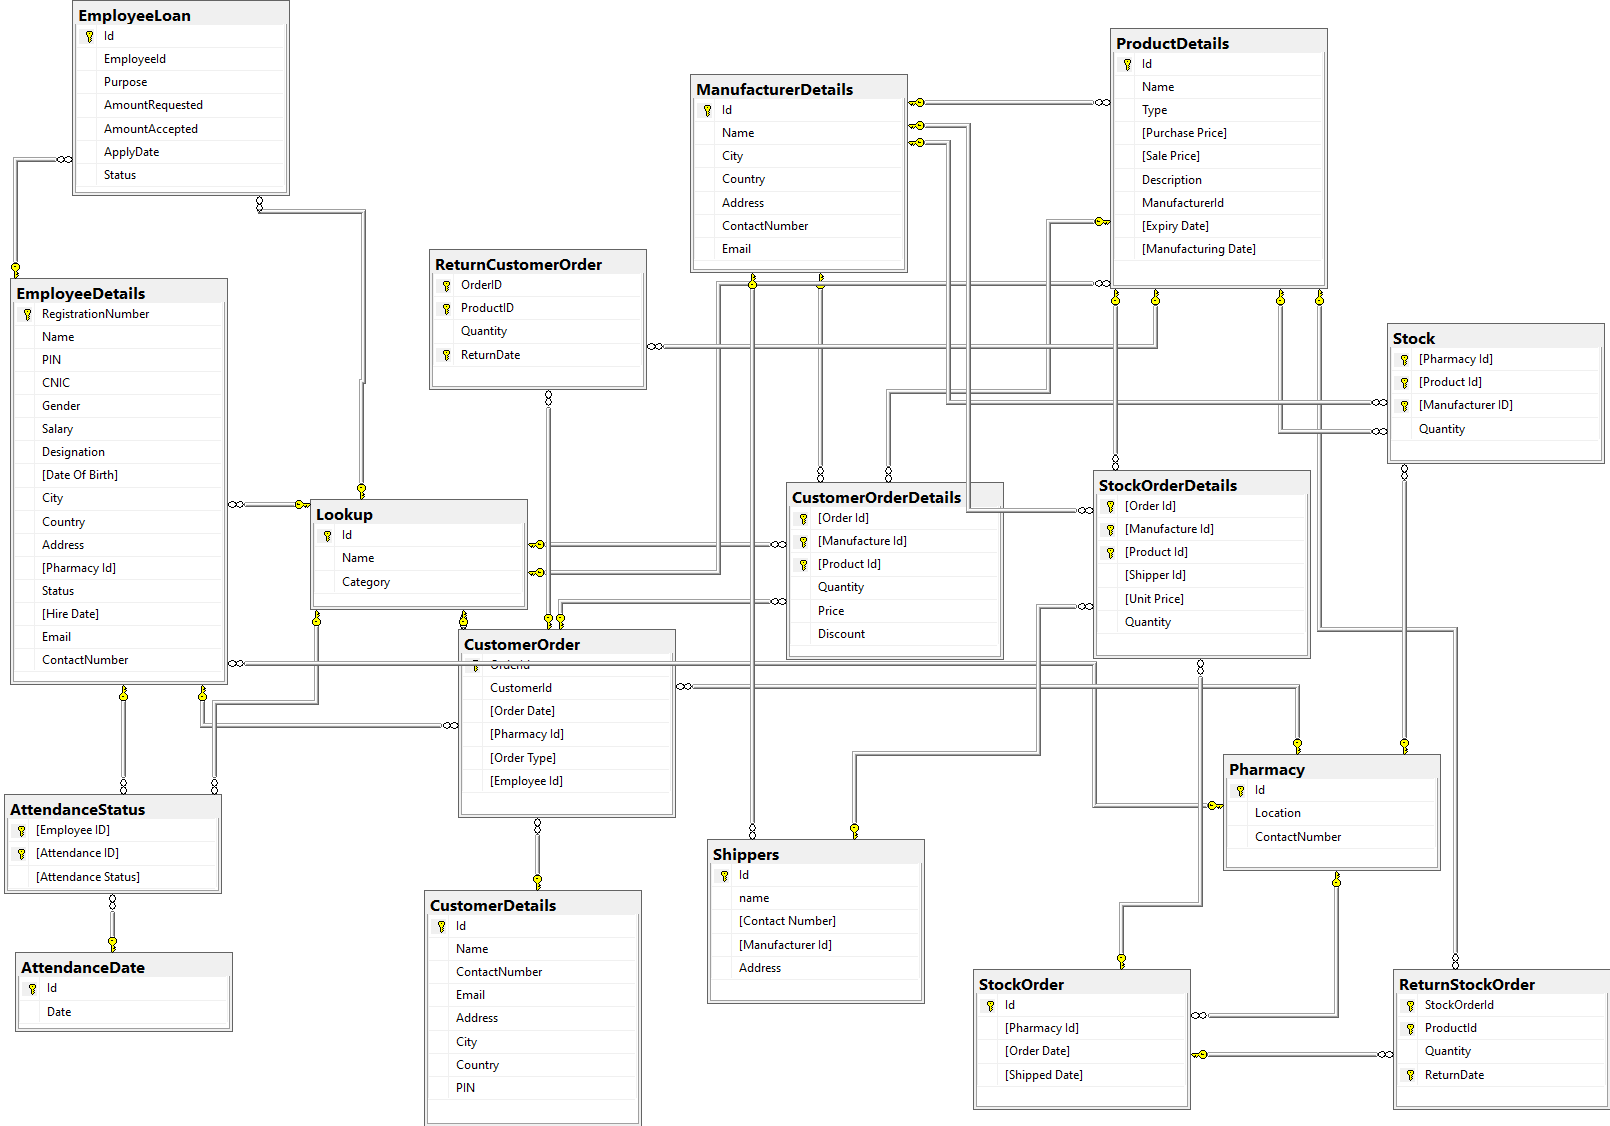 EmployeeLoan
Id
EmployeeId
Purpose
AmountRequested
AmountAccepted
ApplyDate
Status
ProductDetails
Id
Name
Type
[Purchase Price]
[Sale Price]
Description
ManufacturerId
[Expiry Date]
[Manufacturing Date]
ManufacturerDetails
Id
Name
City
Country
Address
ContactNumber
Email
ReturnCustomerOrder
OrderID
ProductID
Quantity
ReturnDate
EmployeeDetails
RegistrationNumber
Name
PIN
CNIC
Gender
Salary
Designation
[Date Of Birth]
City
Country
Address
[Pharmacy Id]
Status
[Hire Date]
Email
ContactNumber
Stock
[Pharmacy Id]
[Product Id]
[Manufacturer ID]
Quantity
Lookup
Id
Name
Category
CustomerOrderDetails
[Order Id]
[Manufacture Id]
[Product Id]
Quantity
Price
Discount
StockOrderDetails
[Order Id]
[Manufacture Id]
[Product Id]
[Shipper Id]
[Unit Price]
Quantity
CustomerOrder
OrderId
CustomerId
[Order Date]
[Pharmacy Id]
[Order Type]
[Employee Id]
Pharmacy
Id
Location
ContactNumber
AttendanceStatus
[Employee ID]
[Attendance ID]
[Attendance Status]
Shippers
Id
name
[Contact Number]
[Manufacturer Id]
Address
CustomerDetails
Id
Name
ContactNumber
Email
Address
City
Country
PIN
AttendanceDate
Id
Date
StockOrder
Id
[Pharmacy Id]
[Order Date]
[Shipped Date]
ReturnStockOrder
StockOrderId
ProductId
Quantity
ReturnDate